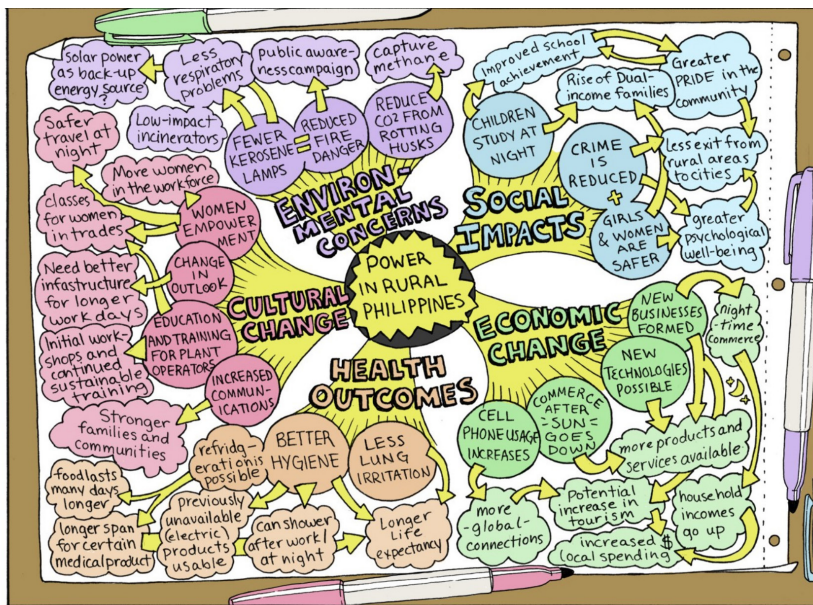 solar power
as back-up
energy source
?
Less
respiratory
problems
public aware-
nesscampaign
capture
methane
Low-impact
incinerators
FEWER
KEROSENE
LAMPS
=
REDUCED
FIRE
DANGER
REDUCE
CO2 FROM
ROTTING
HUSKS
ENVIRON-
MENTAL
CONCERNS
improved school
achievement
Rise of Dual-
income families
Greater
PRIDE in the
community
CHILDREN
STUDY AT
NIGHT
CRIME
IS
REDUCED
+
GIRLS
& WOMEN
ARE
SAFER
Less exit from
rural areas
to cities
greater
psychological
well-being
SOCIAL
IMPACTS
POWER
IN RURAL
PHILIPPINES
Safer
travel at
night
More women
in the workforce
classes
for women
in trades
Need better
infastructure
for longer
work days
Initial work-
shops and
continued
sustainable
training
WOMEN
EMPOWER
MENT
CHANGE
IN
OUTLOOK
EDUCATION
AND TRAINING
FOR PLANT
OPERATORS
INCREASED
COMMUN-
ICATIONS
Stronger
families and
communities
CULTURAL
CHANGE
ECONOMIC
CHANGE
NEW
BUSINESSES
FORMED
night-
time
commerce
NEW
TECHNOLOGIES
POSSIBLE
CELL
PHONE USAGE
INCREASES
COMMERCE
AFTER
=SUN=
GOES
DOWN
more products and
services available
more
-global-
connections
Potential
increase in
tourism
household
incomes
go up
increased $
local spending
HEALTH
OUTCOMES
BETTER
HYGIENE
LESS
LUNG
IRRITATION
refridg-
eration is
possible
food lasts
many days
longer
longer span
for certain
medical product
previously
unavailable
(electric)
products
usable
can shower
after work/
at night
Longer
Life
expectancy